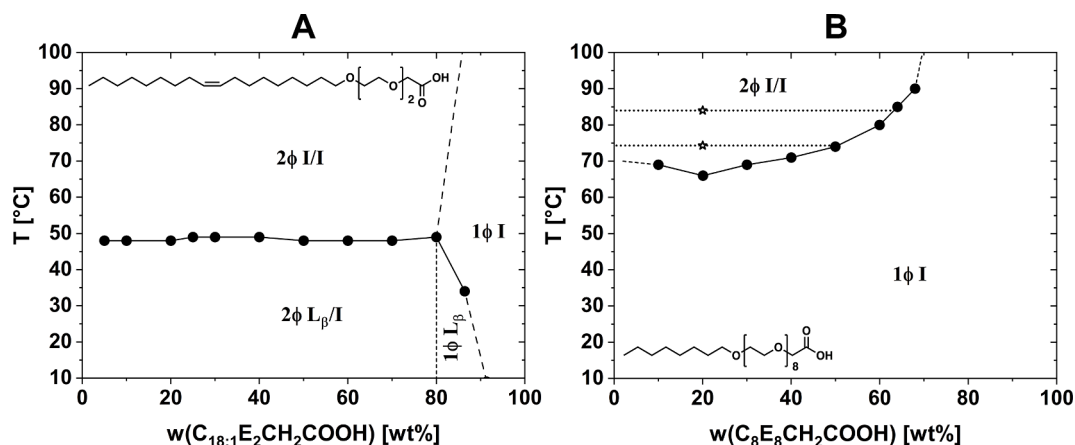 A
T [°C]
100
90
80
70
60
50
40
30
20
10
O
O
2
O
OH
2ϕ I/I
1ϕ I
2ϕ Lβ/I
1ϕ Lβ
0 20 40 60 80 100
w(C18:1E2CH2COOH) [wt%]
B
T [°C]
100
90
80
70
60
50
40
30
20
10
2ϕ I/I
1ϕ I
O
O
8
O
OH
0 20 40 60 80 100
w(C8E8CH2COOH) [wt%]